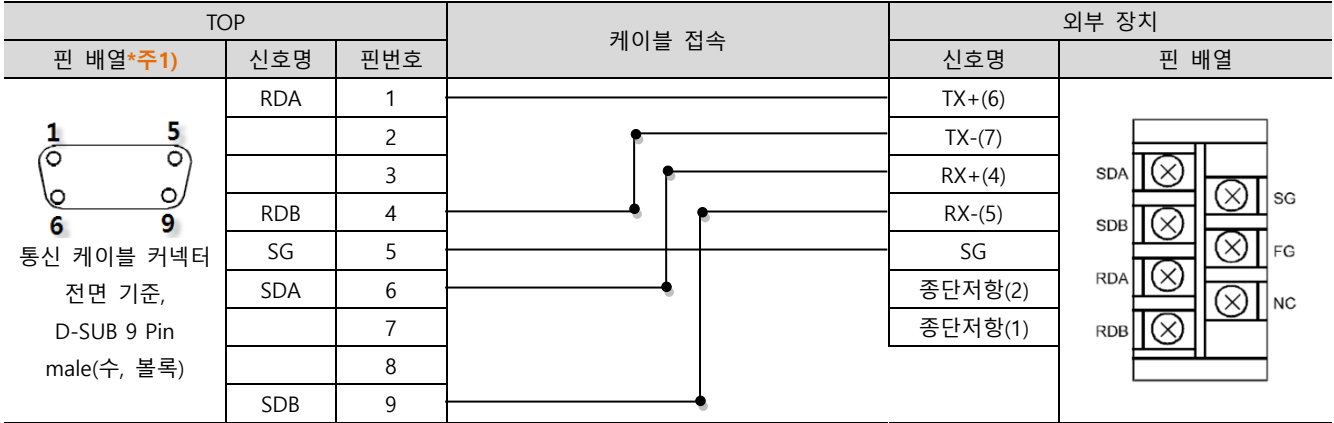 TOP 케이블 접속 외부 장치
핀 배열*주1) 신호명 핀번호 신호명 핀 배열
RDA 1 TX+(6)
2 TX-(7)
3 RX+(4)
RDB 4 RX-(5)
SG 5 SG
SDA 6 종단저항(2)
7 종단저항(1)
8
SDB 9
1 5
6 9
통신 케이블 커넥터
전면 기준,
D-SUB 9 Pin
male(수, 볼록)
SDA
SG
SDB
FG
RDA
NC
RDB